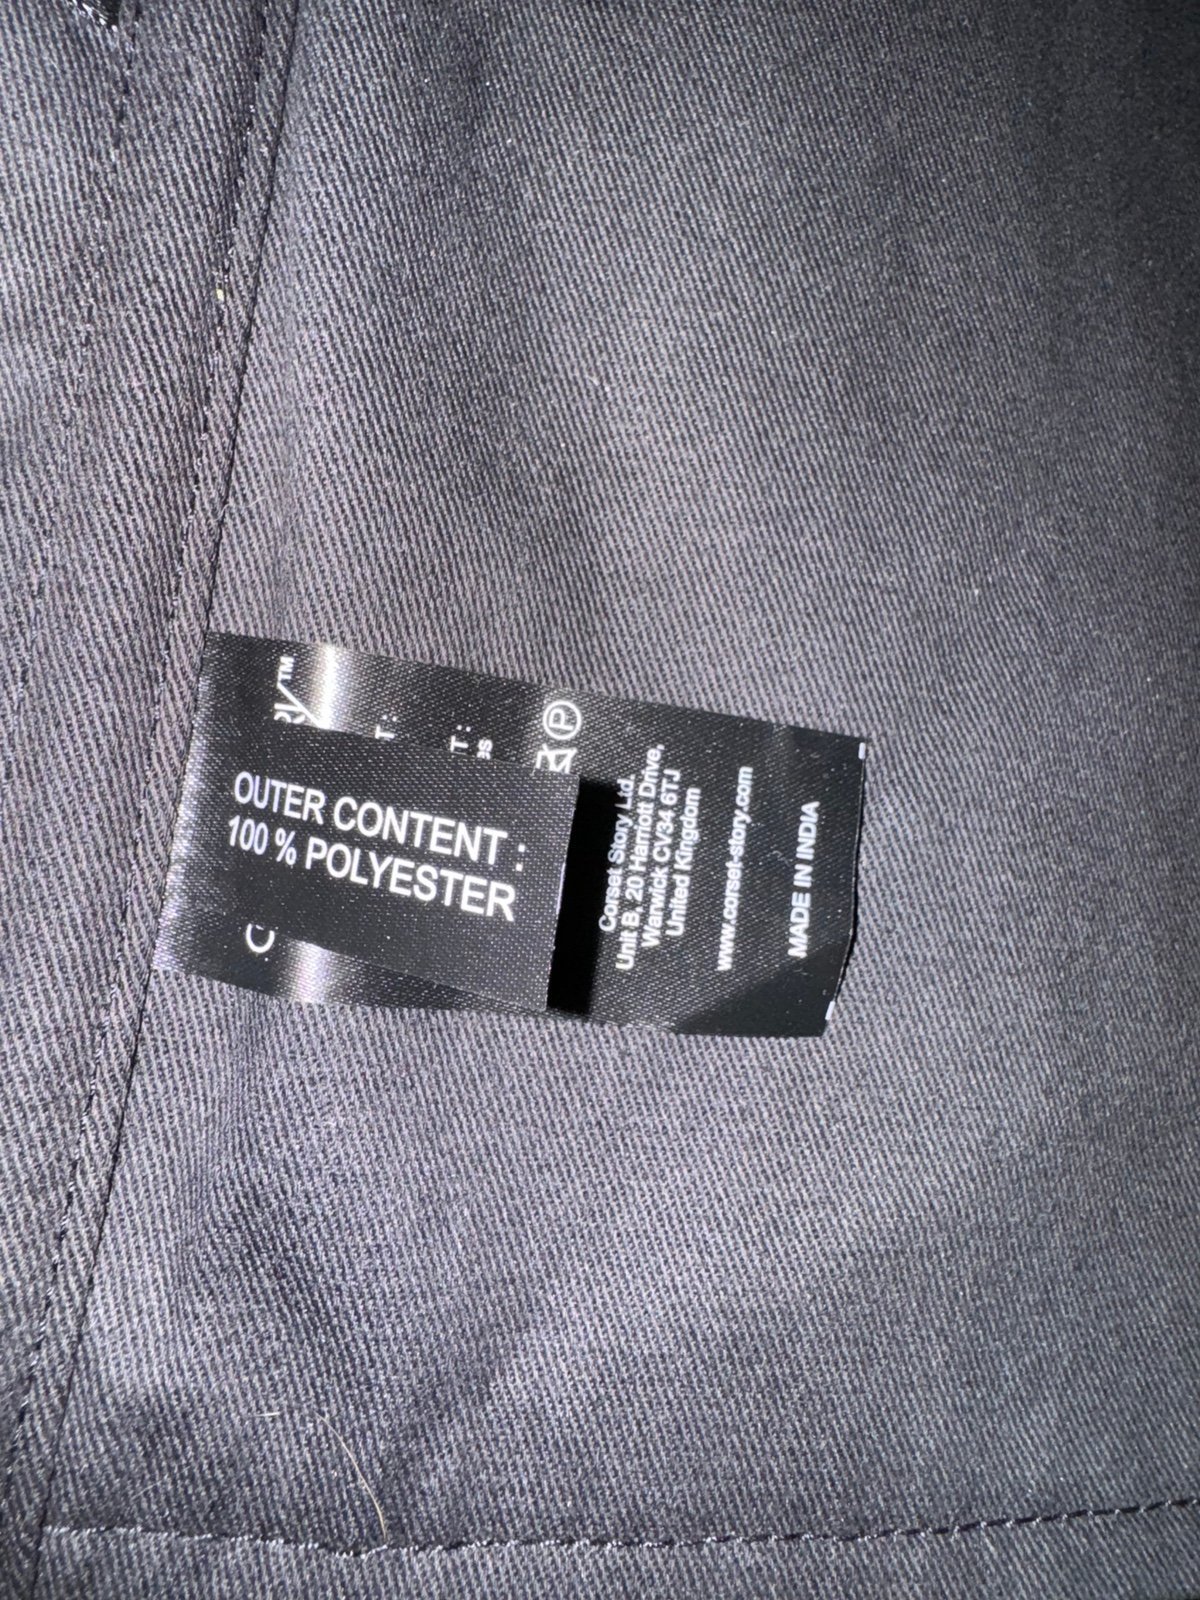 OUTER CONTENT :
100 % POLYESTER
Corset Story Ltd.
Unit B, 20 Harriott Drive,
Warwick CV34 6TJ
United Kingdom
www.corset-story.com
MADE IN INDIA